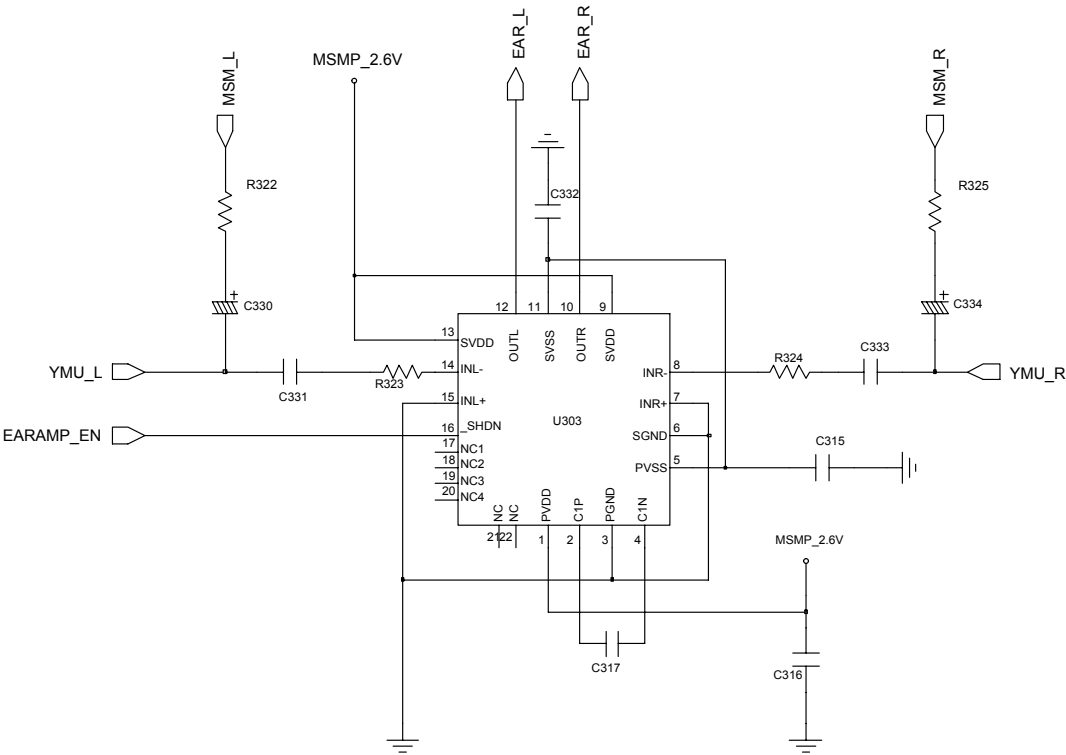 EAR_L
EAR_R
MSM_L
MSMP_2.6V
MSM_R
R322
C332
R325
+
C330
+
C334
12
11
10
9
OUTL
SVSS
OUTR
SVDD
13
SVDD
YMU_L
C331
R323
14
INL-
INR-
8
R324
C333
YMU_R
15
INL+
INR+
7
EARAMP_EN
16
_SHDN
U303
SGND
6
17
NC1
18
NC2
PVSS
5
C315
19
NC3
20
NC4
NC
NC
PVDD
C1P
PGND
C1N
21
22
1
2
3
4
MSMP_2.6V
C317
C316